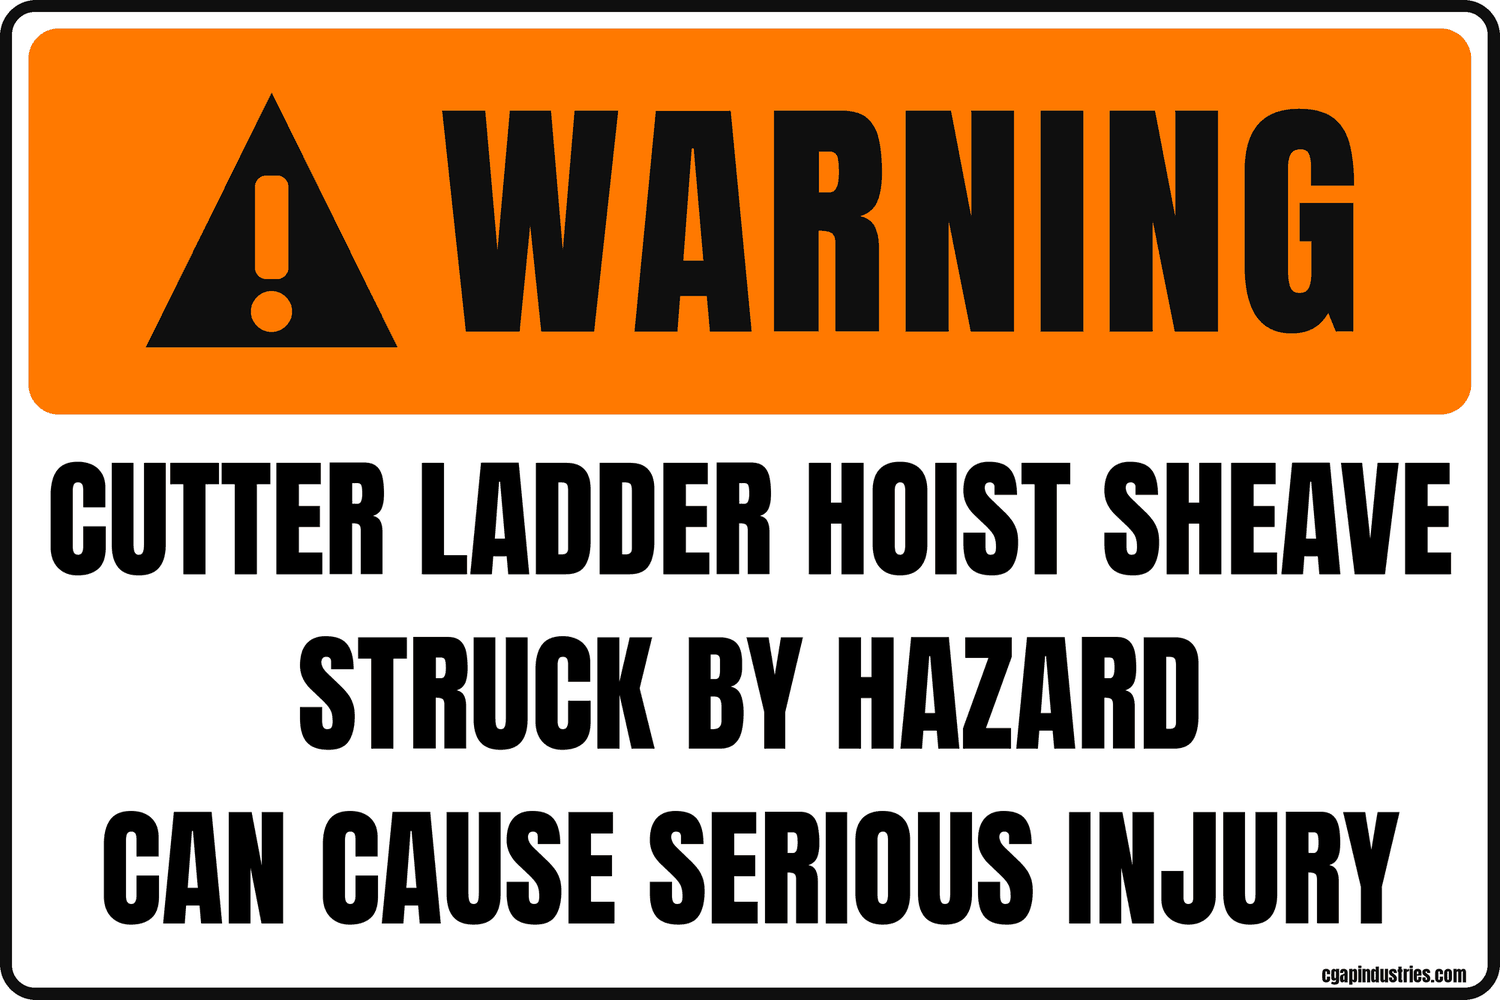 WARNING
CUTTER LADDER HOIST SHEAVE
STRUCK BY HAZARD
CAN CAUSE SERIOUS INJURY
cgapindustries.com